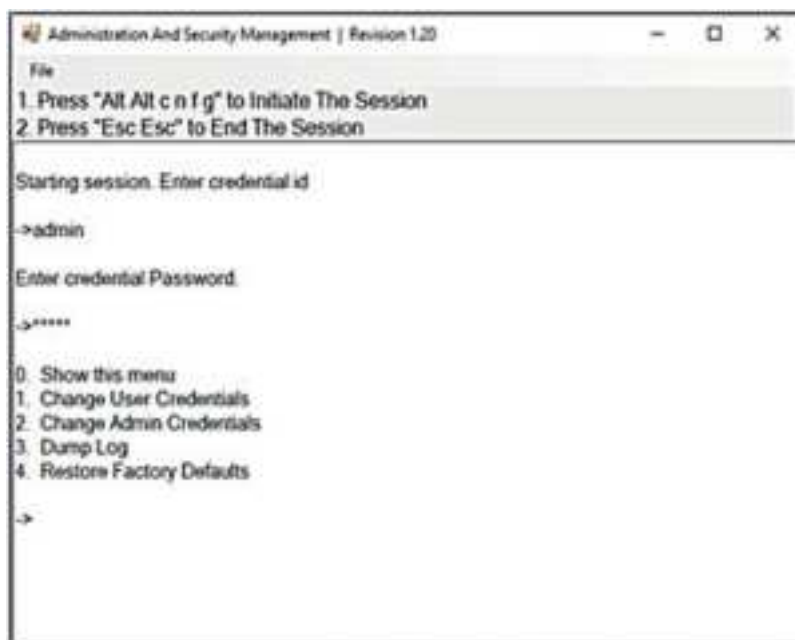 Administration And Security Management | Revision 1.20
File
1. Press "Alt Alt c n f g" to Initiate The Session
2. Press "Esc Esc" to End The Session
Starting session. Enter credential id
->admin
Enter credential Password.
->*****
0. Show this menu
1. Change User Credentials
2. Change Admin Credentials
3. Dump Log
4. Restore Factory Defaults
->